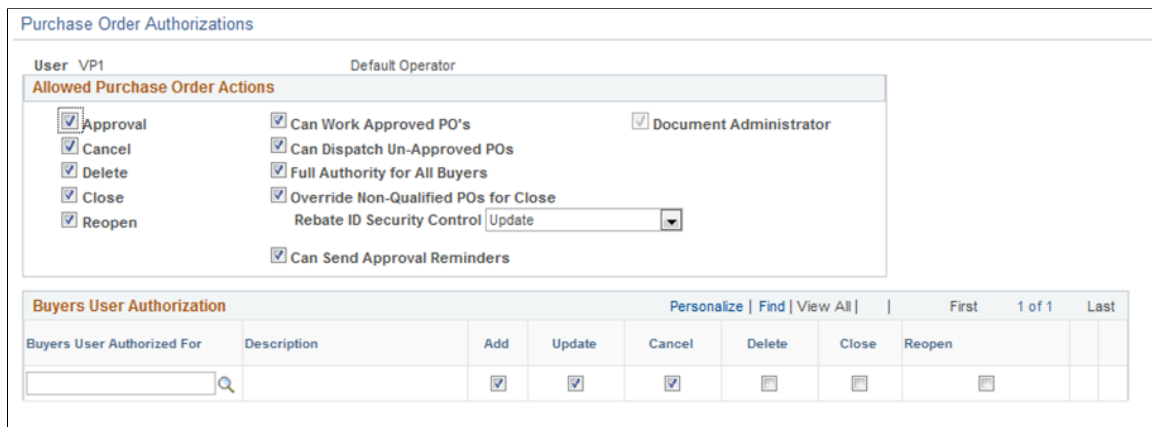 Purchase Order Authorizations
User VP1 Default Operator
Allowed Purchase Order Actions
Approval Can Work Approved PO's Document Administrator
Cancel Can Dispatch Un-Approved POs
Delete Full Authority for All Buyers
Close Override Non-Qualified POs for Close
Reopen Rebate ID Security Control Update
Can Send Approval Reminders
Buyers User Authorization Personalize | Find | View All | | First 1 of 1 Last
Buyers User Authorized For Description Add Update Cancel Delete Close Reopen